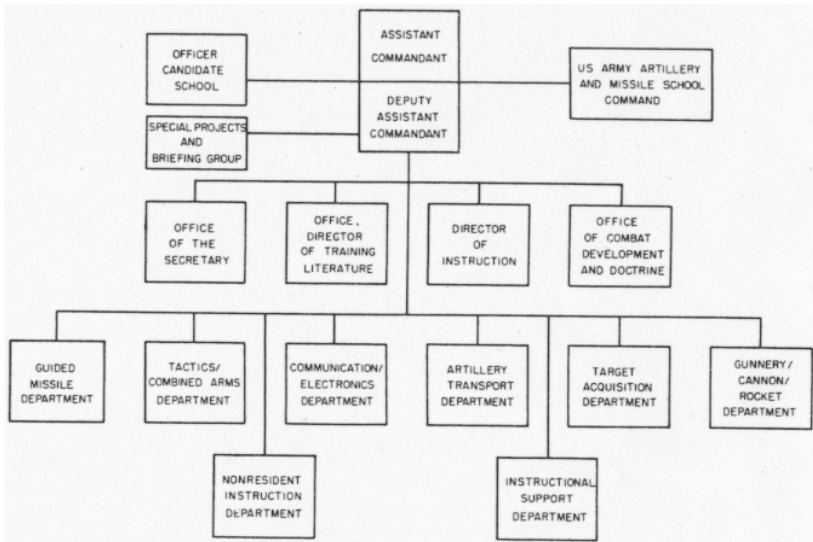 ASSISTANT
COMMANDANT
OFFICER
CANDIDATE
SCHOOL
US ARMY ARTILLERY
AND MISSILE SCHOOL
COMMAND
DEPUTY
ASSISTANT
COMMANDANT
SPECIAL PROJECTS
AND
BRIEFING GROUP
OFFICE
OF THE
SECRETARY
OFFICE,
DIRECTOR
OF TRAINING
LITERATURE
DIRECTOR
OF
INSTRUCTION
OFFICE
OF COMBAT
DEVELOPMENT
AND DOCTRINE
GUIDED
MISSILE
DEPARTMENT
TACTICS/
COMBINED ARMS
DEPARTMENT
COMMUNICATION/
ELECTRONICS
DEPARTMENT
ARTILLERY
TRANSPORT
DEPARTMENT
TARGET
ACQUISITION
DEPARTMENT
GUNNERY/
CANNON/
ROCKET
DEPARTMENT
NONRESIDENT
INSTRUCTION
DEPARTMENT
INSTRUCTIONAL
SUPPORT
DEPARTMENT